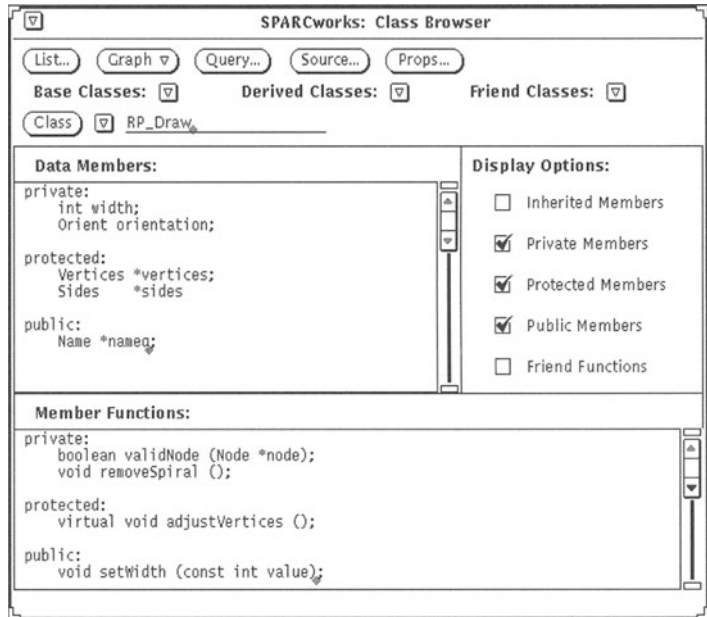 SPARCworks: Class Browser
List... Graph Query... Source... Props...
Base Classes: Derived Classes: Friend Classes:
Class RP_Draw
Data Members:
private:
int width;
Orient orientation;
protected:
Vertices *vertices;
Sides *sides
public:
Name *nameq;
Display Options:
Inherited Members
Private Members
Protected Members
Public Members
Friend Functions
Member Functions:
private:
boolean validNode (Node *node);
void removeSpiral ();
protected:
virtual void adjustVertices ();
public:
void setWidth (const int value);